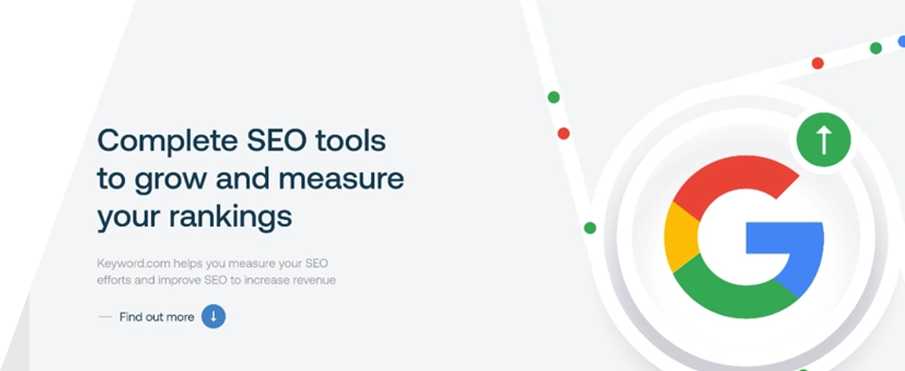 Complete SEO tools
to grow and measure
your rankings
Keyword.com helps you measure your SEO
efforts and improve SEO to increase revenue
Find out more